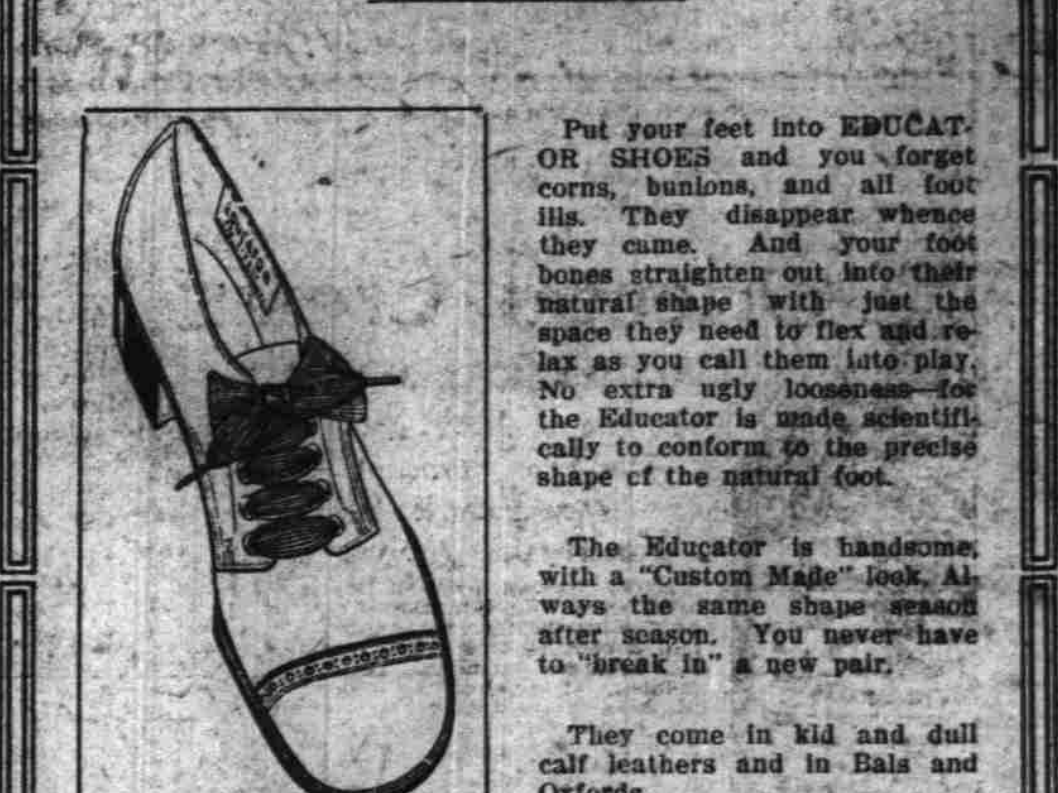 Put your feet into EDUCAT-
OR SHOES and you forget
corns, bunions, and all foot
ills. They disappear whence
they came. And your foot
bones straighten out into their
natural shape with just the
space they need to flex and re-
lax as you call them into play.
No extra ugly looseness—for
the Educator is made scientifi-
cally to conform to the precise
shape of the natural foot.
The Educator is handsome,
with a "Custom Made" look. Al-
ways the same shape season
after season. You never have
to "break in" a new pair.
They come in kid and dull
calf leathers and in Bals and
Oxfords